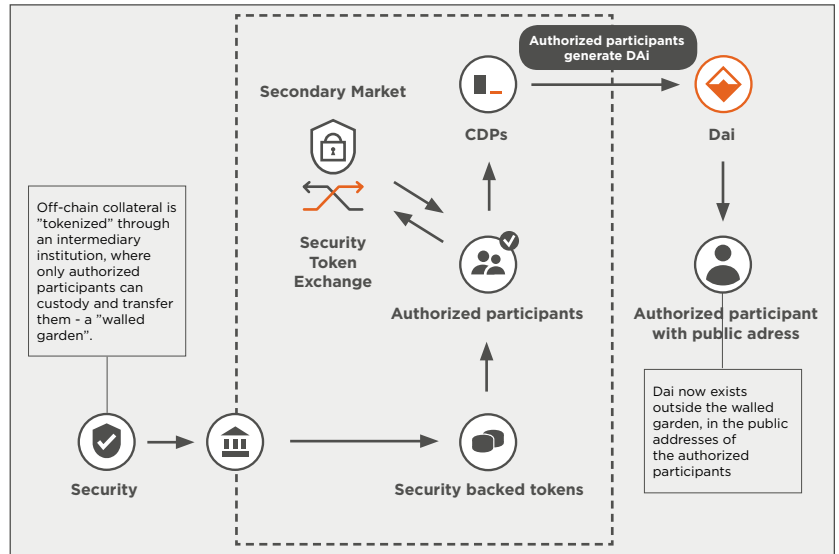 Authorized participants
generate DAi
Secondary Market
CDPs
Dai
Off-chain collateral is
"tokenized" through
an intermediary
institution, where
only authorized
participants can
custody and transfer
them - a "walled
garden".
Security
Token
Exchange
Authorized participants
Authorized participant
with public adress
Dai now exists
outside the walled
garden, in the public
addresses of
the authorized
participants
Security
Security backed tokens